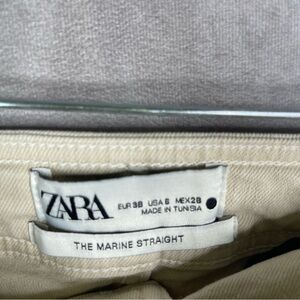 ZARA
EUR 38 USA 6 MEX 28
MADE IN TUNISIA
THE MARINE STRAIGHT